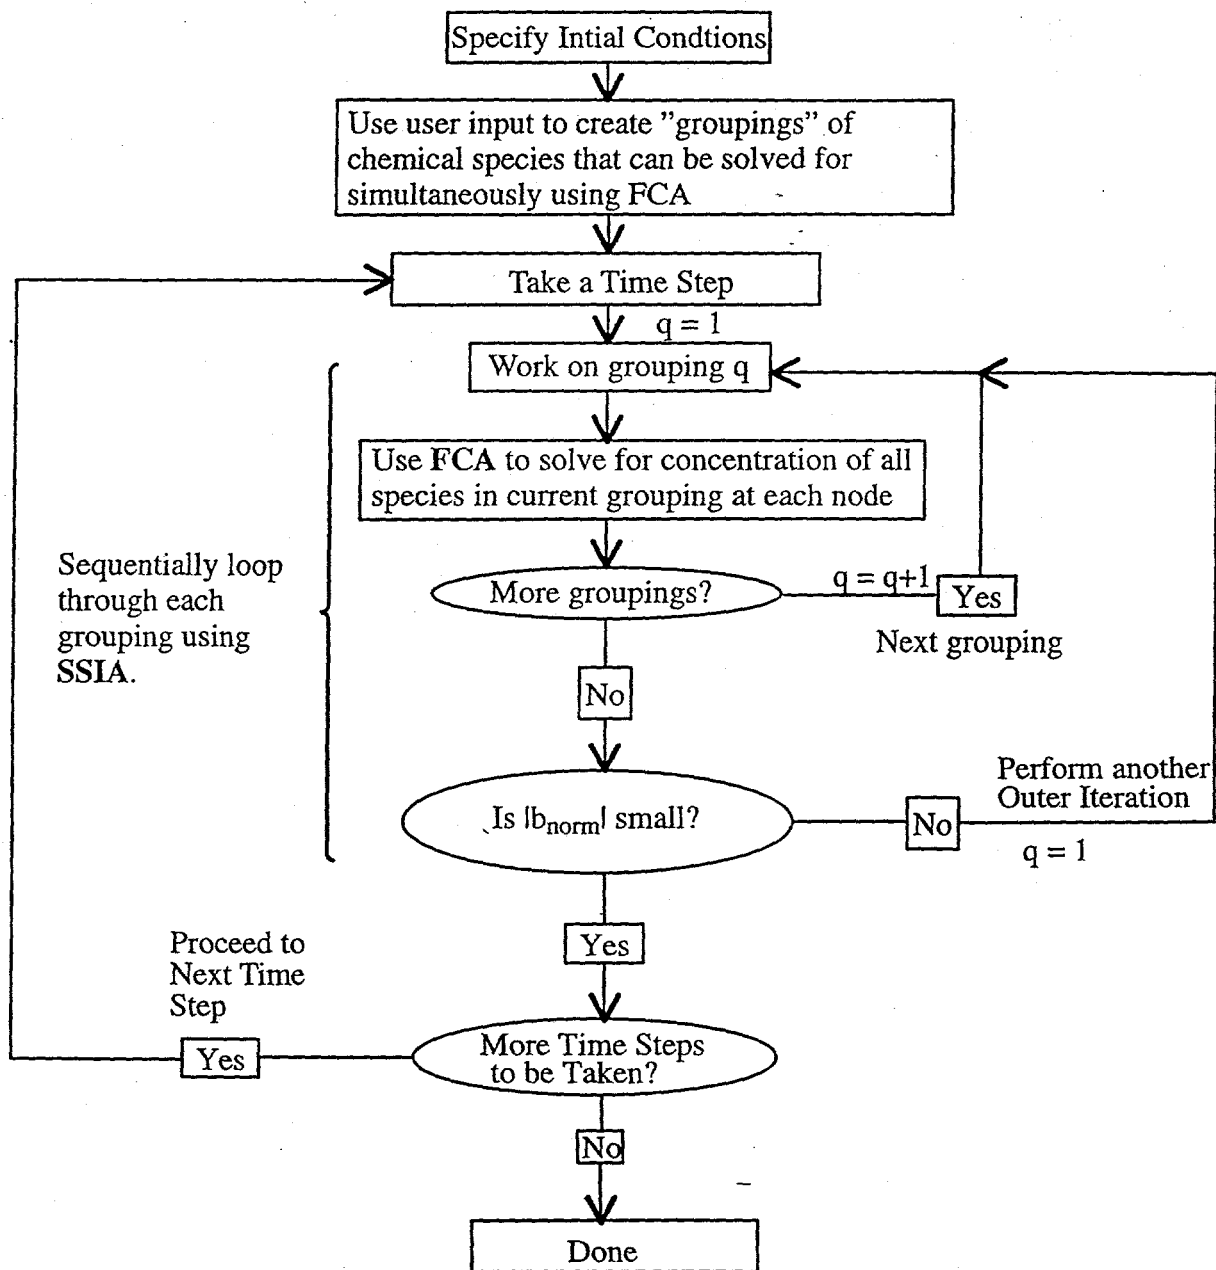 Specify Intial Condtions
Use user input to create "groupings" of
chemical species that can be solved for
simultaneously using FCA
Take a Time Step
q = 1
Work on grouping q
Use FCA to solve for concentration of all
species in current grouping at each node
Sequentially loop
through each
grouping using
SSIA.
More groupings?
q = q+1
Yes
Next grouping
No
Is |b_norm| small?
No
Perform another
Outer Iteration
q = 1
Yes
Proceed to
Next Time
Step
Yes
More Time Steps
to be Taken?
No
Done